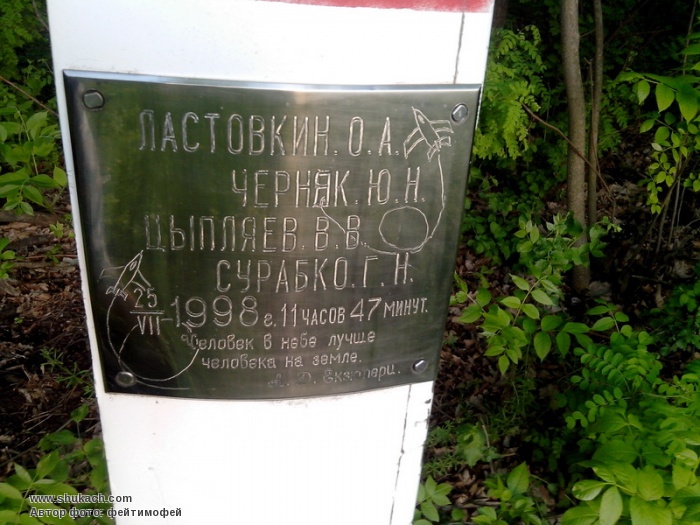 ЛАСТОВКИН. О.А.
ЧЕРНЯК. Ю.Н.
ЦЫПЛЯЕВ. В.В.
СУРАБКО. Г. Н.
25
VII
1998 г. 11 ЧАСОВ 47 МИНУТ.
Человек в небе лучше
человека на земле.
А. Д. Екзюпери.
www.shukach.com
Автор фото: фейтимофей